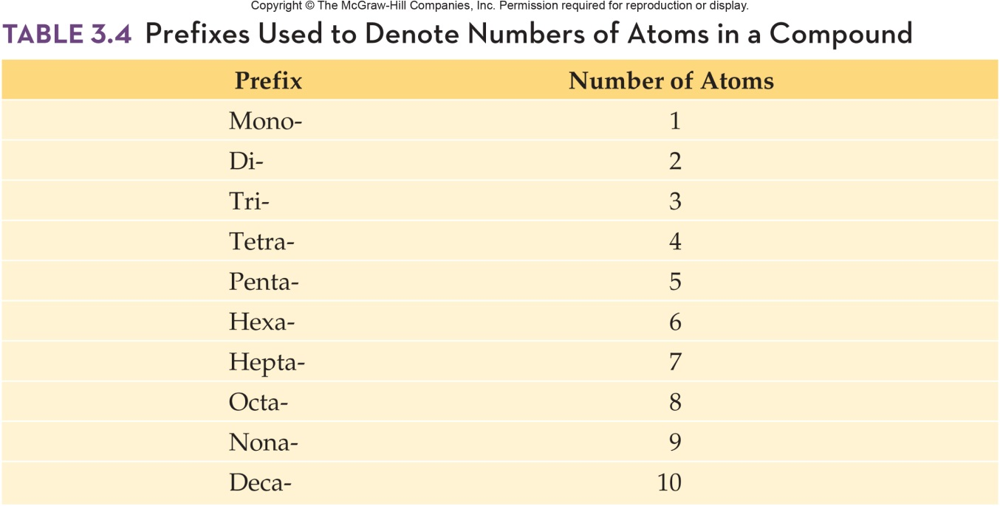 Copyright © The McGraw-Hill Companies, Inc. Permission required for reproduction or display.
TABLE 3.4 Prefixes Used to Denote Numbers of Atoms in a Compound
Prefix Number of Atoms
Mono- 1
Di- 2
Tri- 3
Tetra- 4
Penta- 5
Hexa- 6
Hepta- 7
Octa- 8
Nona- 9
Deca- 10